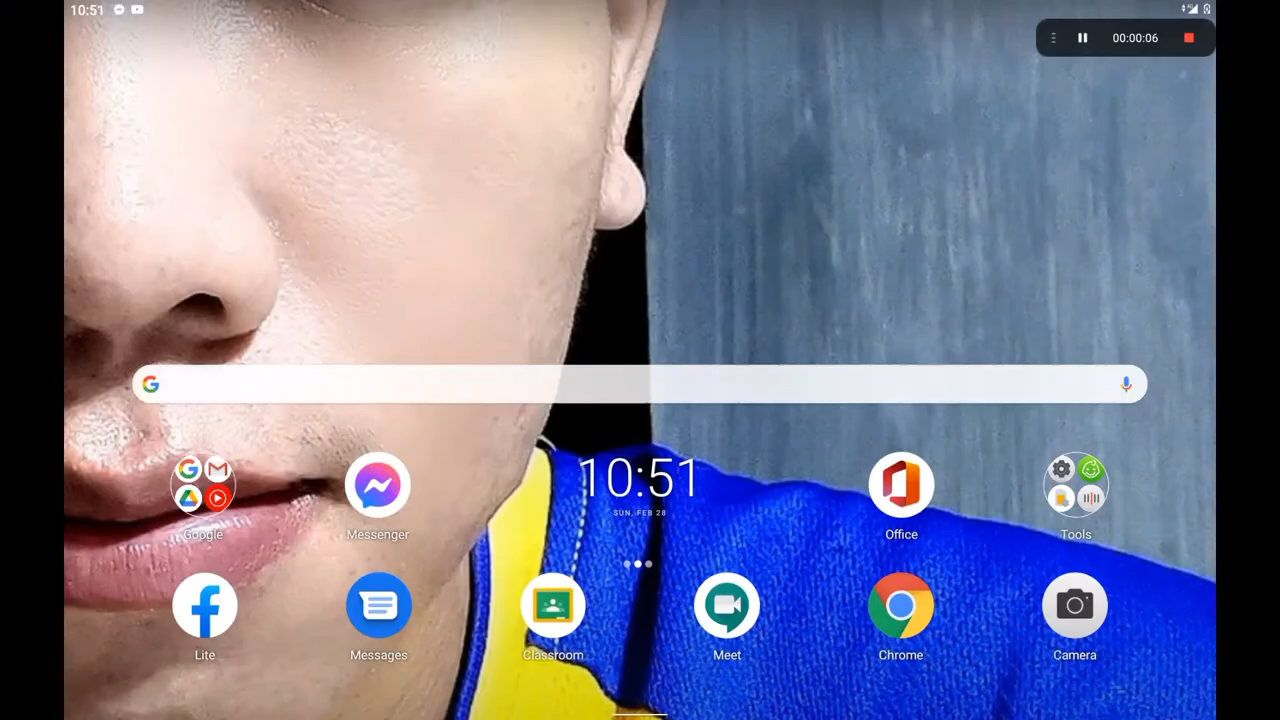 10:51
00:00:06
10:51
SUN, FEB 28
Google
Messenger
Office
Tools
Lite
Messages
Classroom
Meet
Chrome
Camera